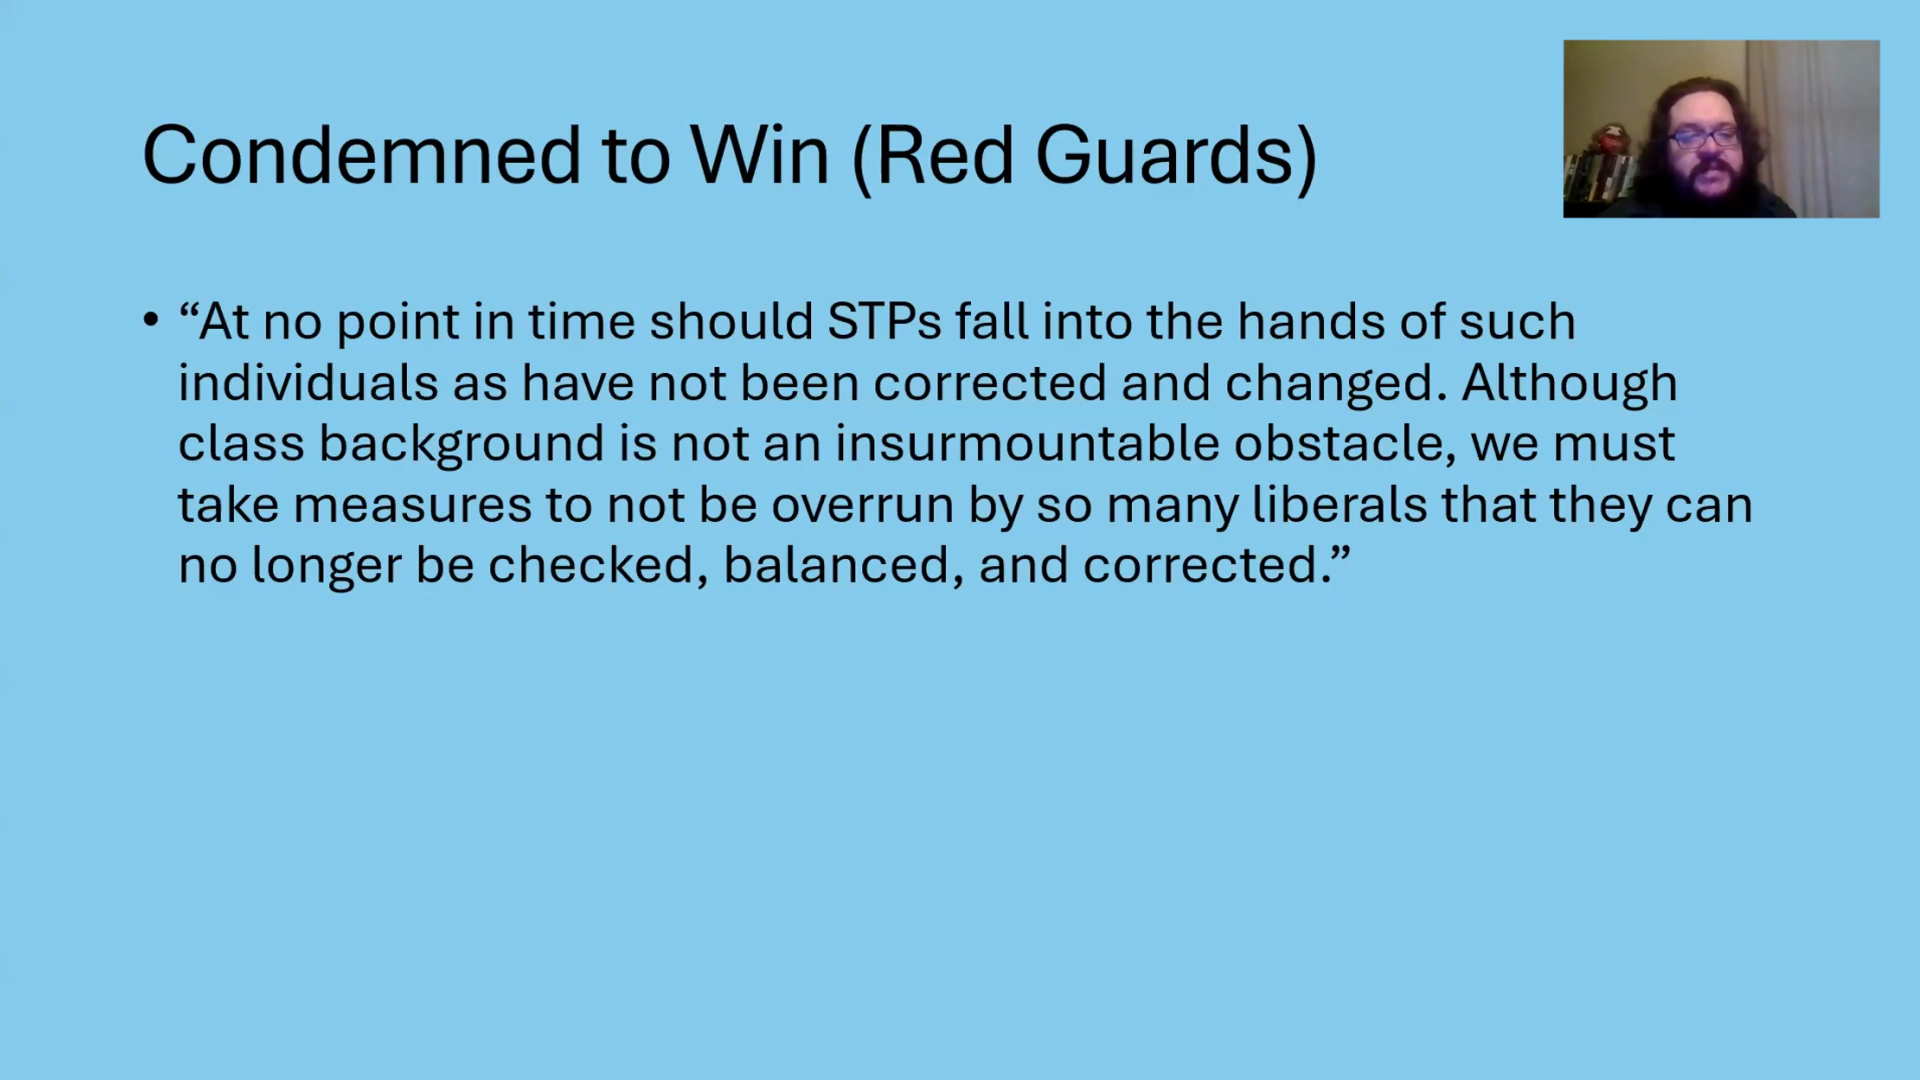 Condemned to Win (Red Guards)
• “At no point in time should STPs fall into the hands of such
individuals as have not been corrected and changed. Although
class background is not an insurmountable obstacle, we must
take measures to not be overrun by so many liberals that they can
no longer be checked, balanced, and corrected.”